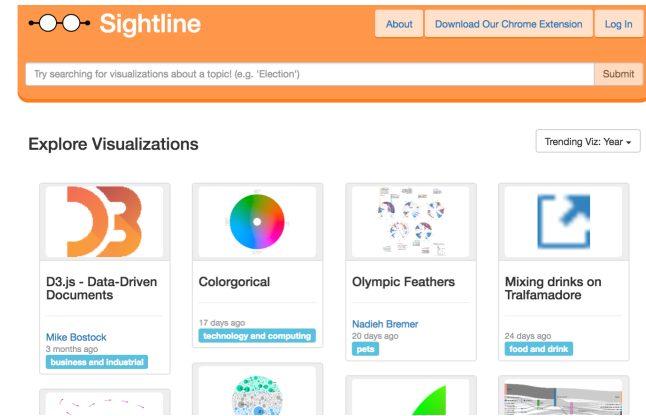 Sightline
About
Download Our Chrome Extension
Log In
Try searching for visualizations about a topic! (e.g. 'Election')
Submit
Explore Visualizations
Trending Viz: Year
D3.js - Data-Driven
Documents
Mike Bostock
3 months ago
business and industrial
Colorgorical
17 days ago
technology and computing
Olympic Feathers
Nadieh Bremer
20 days ago
pets
Mixing drinks on
Tralfamadore
24 days ago
food and drink